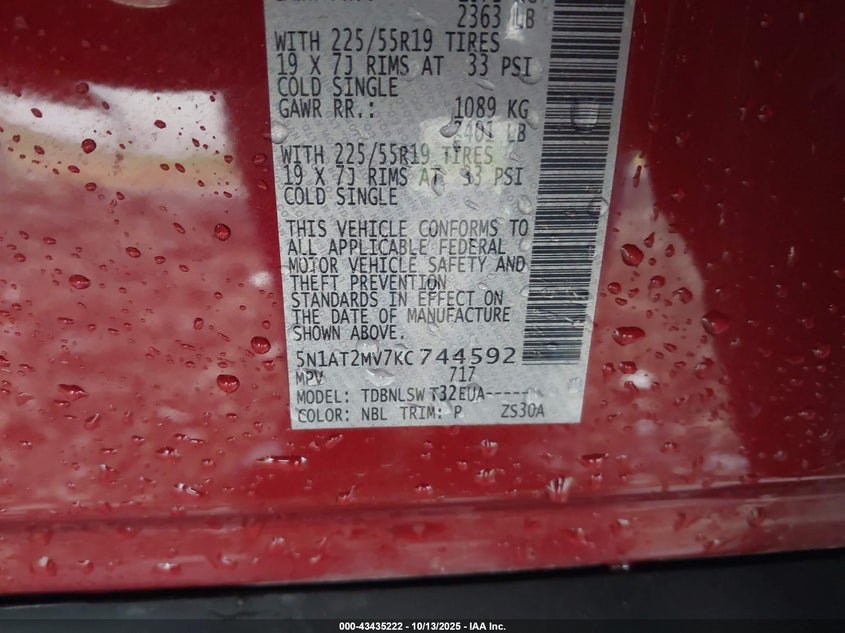 2363 LB
WITH 225/55R19 TIRES
19 X 7J RIMS AT 33 PSI
COLD SINGLE
GAWR RR.: 1089 KG
2401 LB
WITH 225/55R19 TIRES
19 X 7J RIMS AT 33 PSI
COLD SINGLE
THIS VEHICLE CONFORMS TO
ALL APPLICABLE FEDERAL
MOTOR VEHICLE SAFETY AND
THEFT PREVENTION
STANDARDS IN EFFECT ON
THE DATE OF MANUFACTURE
SHOWN ABOVE.
5N1AT2MV7KC744592
MPV 717
MODEL: TDBNLSW T32EUA-----
COLOR: NBL TRIM: P ZS30A
000-43435222 | 10/13/2025 | IAA Inc.